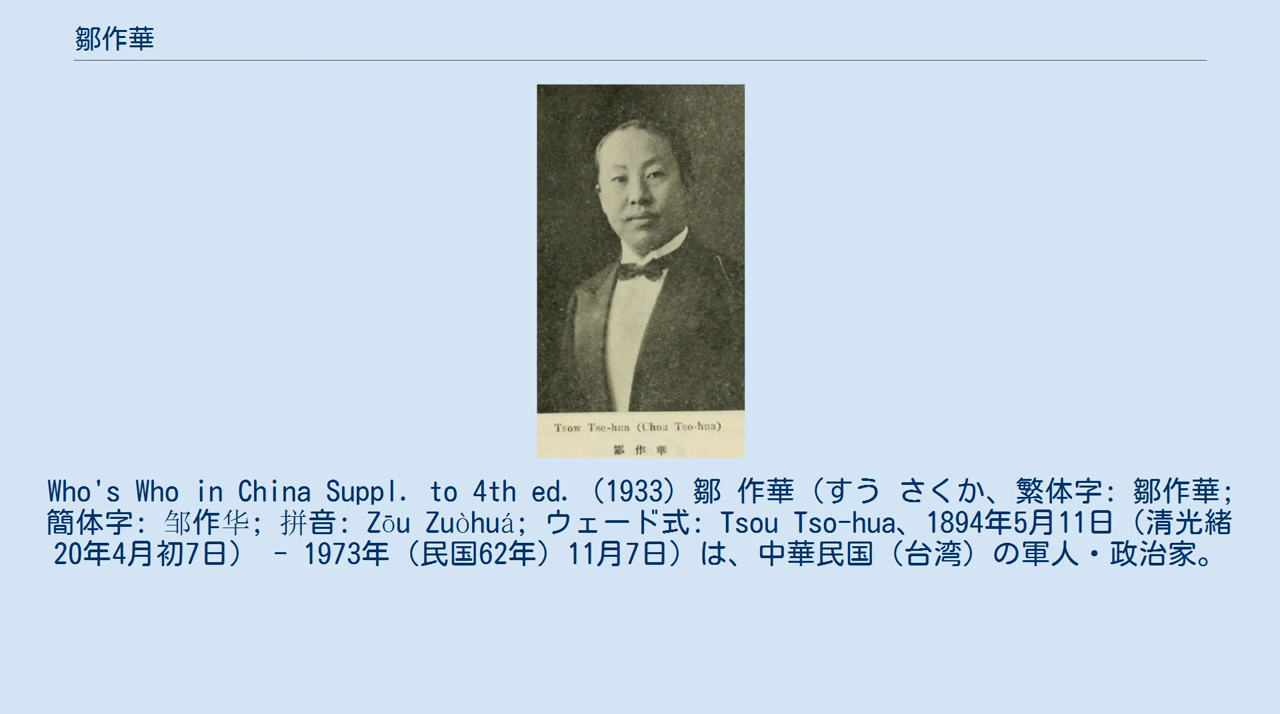 鄒作華
Tsow Tso-hua (Chou Tso-hua)
鄒 作 華
Who's Who in China Suppl. to 4th ed.（1933）鄒 作華（すう さくか、繁体字: 鄒作華;
簡体字: 邹作华; 拼音: Zōu Zuòhuá; ウェード式: Tsou Tso-hua、1894年5月11日（清光緒
20年4月初7日） - 1973年（民国62年）11月7日）は、中華民国（台湾）の軍人・政治家。